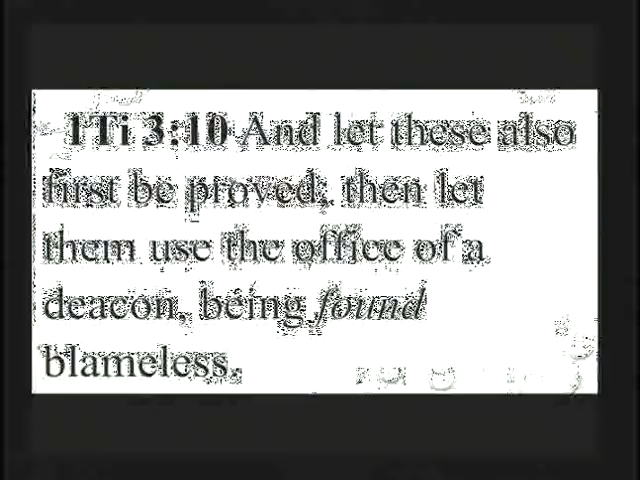 1Ti 3:10 And let these also
first be proved; then let
them use the office of a
deacon, being found
blameless.